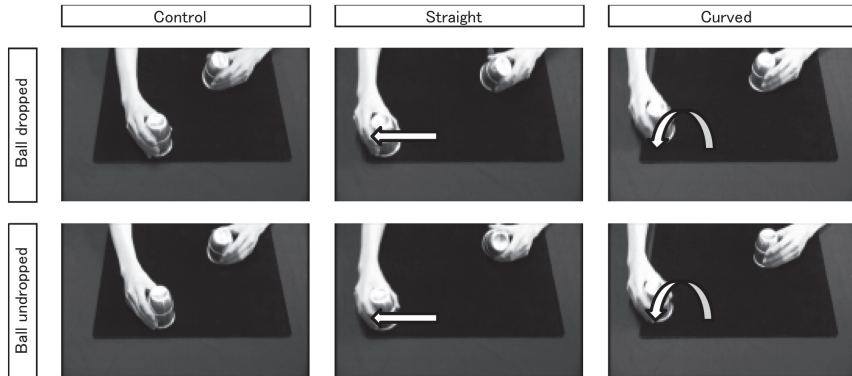 Control
Straight
Curved
Ball dropped
Ball undropped